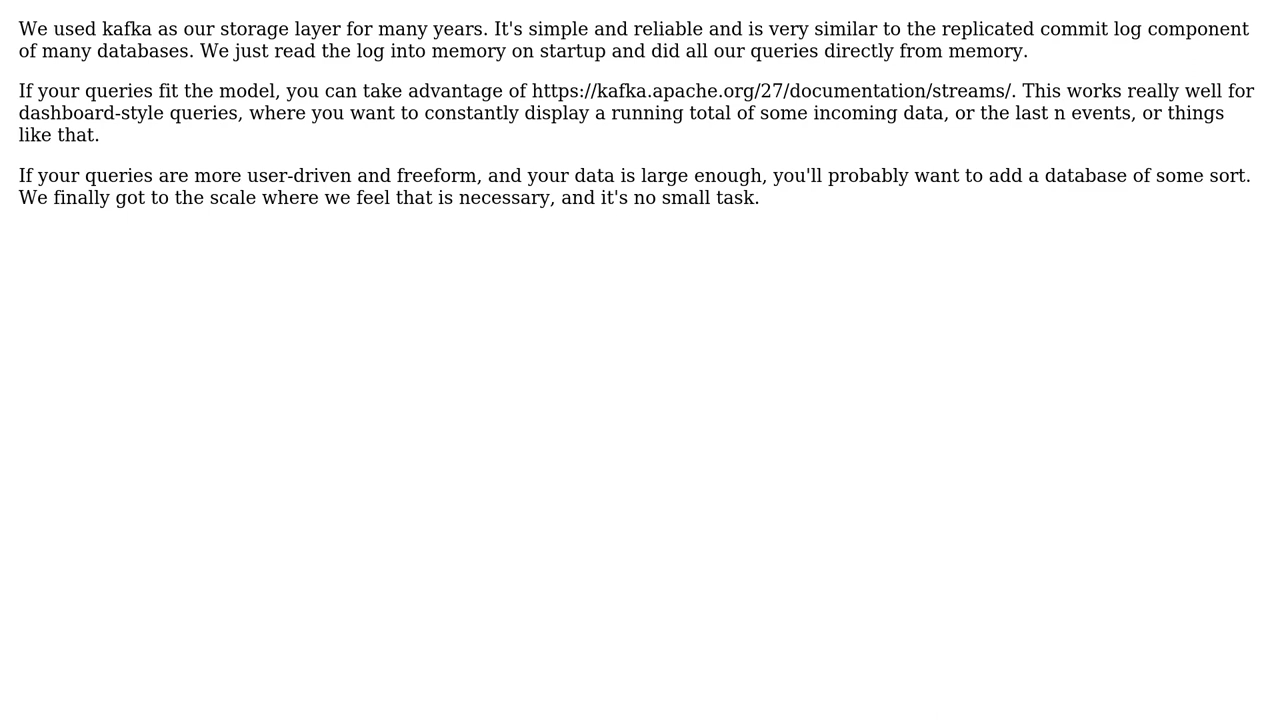 We used kafka as our storage layer for many years. It's simple and reliable and is very similar to the replicated commit log component
of many databases. We just read the log into memory on startup and did all our queries directly from memory.
If your queries fit the model, you can take advantage of https://kafka.apache.org/27/documentation/streams/. This works really well for
dashboard-style queries, where you want to constantly display a running total of some incoming data, or the last n events, or things
like that.
If your queries are more user-driven and freeform, and your data is large enough, you'll probably want to add a database of some sort.
We finally got to the scale where we feel that is necessary, and it's no small task.